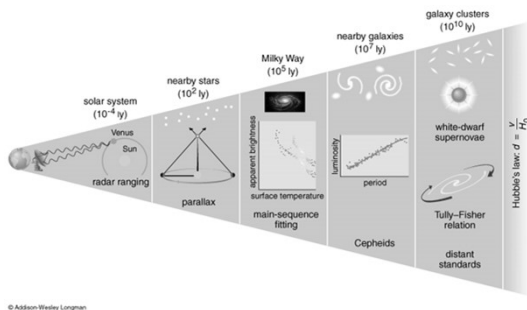 solar system
(10⁻⁴ ly)
Venus
Sun
radar ranging
nearby stars
(10² ly)
parallax
Milky Way
(10⁵ ly)
apparent brightness
surface temperature
main-sequence
fitting
nearby galaxies
(10⁷ ly)
luminosity
period
Cepheids
galaxy clusters
(10¹⁰ ly)
white-dwarf
supernovae
Tully–Fisher
relation
distant
standards
Hubble's law: d = v/H₀
© Addison-Wesley Longman